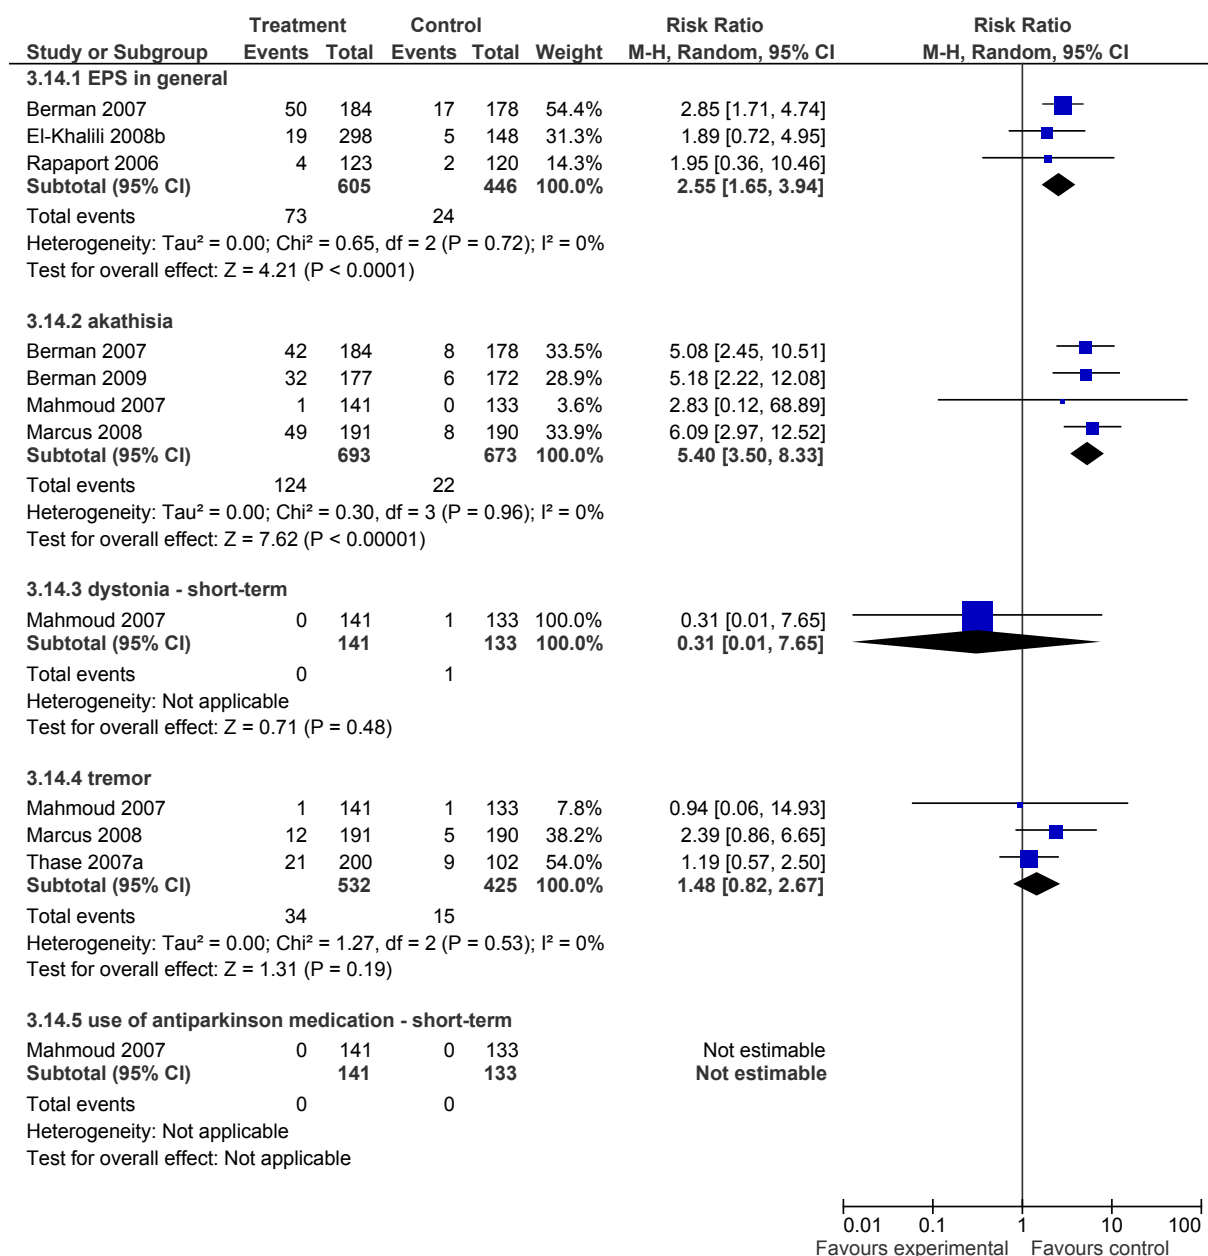 Treatment Control Risk Ratio Risk Ratio
Study or Subgroup Events Total Events Total Weight M-H, Random, 95% CI M-H, Random, 95% CI
3.14.1 EPS in general
Berman 2007 50 184 17 178 54.4% 2.85 [1.71, 4.74]
El-Khalili 2008b 19 298 5 148 31.3% 1.89 [0.72, 4.95]
Rapaport 2006 4 123 2 120 14.3% 1.95 [0.36, 10.46]
Subtotal (95% CI) 605 446 100.0% 2.55 [1.65, 3.94]
Total events 73 24
Heterogeneity: Tau² = 0.00; Chi² = 0.65, df = 2 (P = 0.72); I² = 0%
Test for overall effect: Z = 4.21 (P < 0.0001)
3.14.2 akathisia
Berman 2007 42 184 8 178 33.5% 5.08 [2.45, 10.51]
Berman 2009 32 177 6 172 28.9% 5.18 [2.22, 12.08]
Mahmoud 2007 1 141 0 133 3.6% 2.83 [0.12, 68.89]
Marcus 2008 49 191 8 190 33.9% 6.09 [2.97, 12.52]
Subtotal (95% CI) 693 673 100.0% 5.40 [3.50, 8.33]
Total events 124 22
Heterogeneity: Tau² = 0.00; Chi² = 0.30, df = 3 (P = 0.96); I² = 0%
Test for overall effect: Z = 7.62 (P < 0.00001)
3.14.3 dystonia - short-term
Mahmoud 2007 0 141 1 133 100.0% 0.31 [0.01, 7.65]
Subtotal (95% CI) 141 133 100.0% 0.31 [0.01, 7.65]
Total events 0 1
Heterogeneity: Not applicable
Test for overall effect: Z = 0.71 (P = 0.48)
3.14.4 tremor
Mahmoud 2007 1 141 1 133 7.8% 0.94 [0.06, 14.93]
Marcus 2008 12 191 5 190 38.2% 2.39 [0.86, 6.65]
Thase 2007a 21 200 9 102 54.0% 1.19 [0.57, 2.50]
Subtotal (95% CI) 532 425 100.0% 1.48 [0.82, 2.67]
Total events 34 15
Heterogeneity: Tau² = 0.00; Chi² = 1.27, df = 2 (P = 0.53); I² = 0%
Test for overall effect: Z = 1.31 (P = 0.19)
3.14.5 use of antiparkinson medication - short-term
Mahmoud 2007 0 141 0 133 Not estimable
Subtotal (95% CI) 141 133 Not estimable
Total events 0 0
Heterogeneity: Not applicable
Test for overall effect: Not applicable
0.01 0.1 1 10 100
Favours experimental Favours control